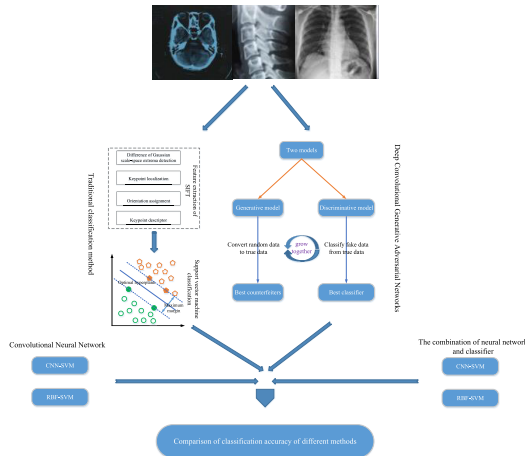 Traditional classification
method
Difference of Gaussian
scale-space extrema detection
Keypoint localization
Orientation assignment
Keypoint descriptor
Feature extraction of
SIFT
Optimal hyperplane
Maximum
margin
Support vector machine
classification
Two models
Generative model
Discriminative model
Convert random data
to true data
grow
together
Classify fake data
from true data
Best counterfeiters
Best classifier
Deep Convolutional Generative Adversarial Networks
Convolutional Neural Network
CNN-SVM
RBF-SVM
The combination of neural network
and classifier
CNN-SVM
RBF-SVM
Comparison of classification accuracy of different methods